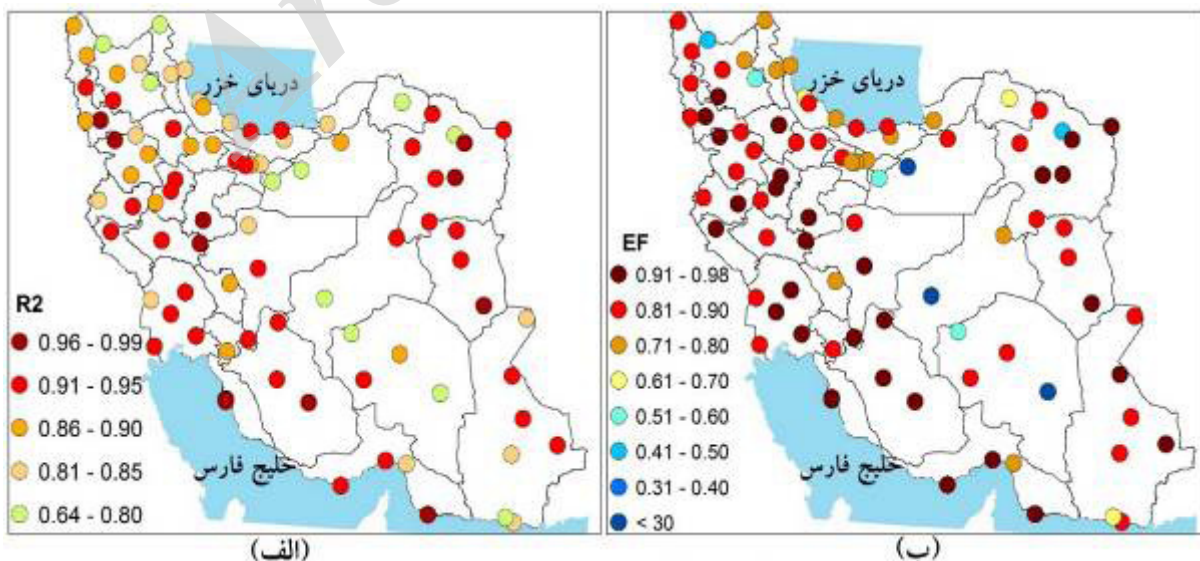 دریای خزر
خلیج فارس
R2
0.96 - 0.99
0.91 - 0.95
0.86 - 0.90
0.81 - 0.85
0.64 - 0.80
(الف)
دریای خزر
خلیج فارس
EF
0.91 - 0.98
0.81 - 0.90
0.71 - 0.80
0.61 - 0.70
0.51 - 0.60
0.41 - 0.50
0.31 - 0.40
< 30
(ب)